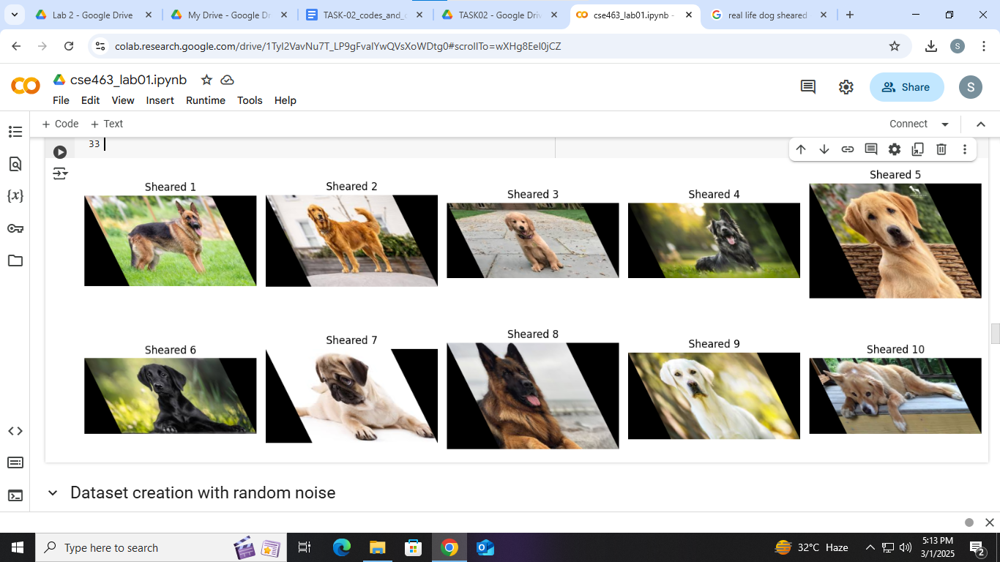 Lab 2 - Google Drive
My Drive - Google Dr
TASK-02_codes_and_
TASK02 - Google Driv
cse463_lab01.ipynb -
real life dog sheared
colab.research.google.com/drive/1TyI2VavNu7T_LP9gFvaIYwQVsXoWDtg0#scrollTo=wXHg8EeI0jCZ
S
CO
cse463_lab01.ipynb
File Edit View Insert Runtime Tools Help
Share
S
+ Code + Text
Connect
33
{x}
Sheared 1
Sheared 2
Sheared 3
Sheared 4
Sheared 5
Sheared 6
Sheared 7
Sheared 8
Sheared 9
Sheared 10
Dataset creation with random noise
Type here to search
32°C Haze
5:13 PM
3/1/2025
2